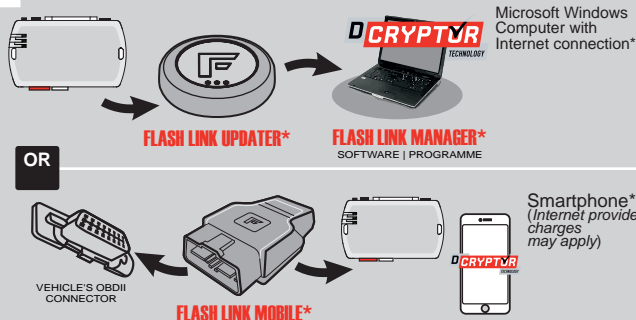 Microsoft Windows
Computer with
Internet connection*
DCRYPTOR
TECHNOLOGY
FLASH LINK UPDATER*
FLASH LINK MANAGER*
SOFTWARE | PROGRAMME
OR
Smartphone*
(Internet provide
charges
may apply)
VEHICLE'S OBDII
CONNECTOR
DCRYPTOR
TECHNOLOGY
FLASH LINK MOBILE*